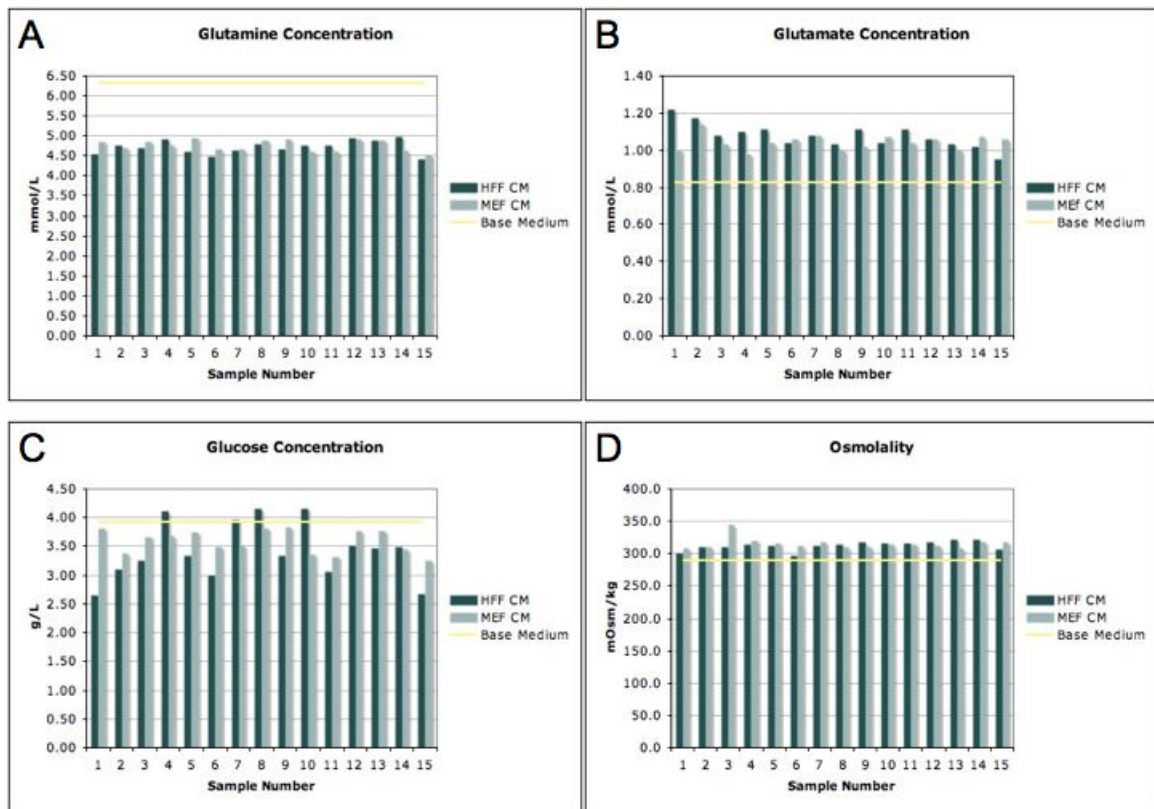 A
Glutamine Concentration
6.50
6.00
5.50
5.00
4.50
4.00
3.50
3.00
2.50
2.00
1.50
1.00
0.50
0.00
mmol/L
1 2 3 4 5 6 7 8 9 10 11 12 13 14 15
Sample Number
HFF CM
MEF CM
Base Medium
B
Glutamate Concentration
1.40
1.20
1.00
0.80
0.60
0.40
0.20
0.00
mmol/L
1 2 3 4 5 6 7 8 9 10 11 12 13 14 15
Sample Number
HFF CM
MEf CM
Base Medium
C
Glucose Concentration
4.50
4.00
3.50
3.00
2.50
2.00
1.50
1.00
0.50
0.00
g/L
1 2 3 4 5 6 7 8 9 10 11 12 13 14 15
Sample Number
HFF CM
MEF CM
Base Medium
D
Osmolality
400.0
350.0
300.0
250.0
200.0
150.0
100.0
50.0
0.0
mOsm/kg
1 2 3 4 5 6 7 8 9 10 11 12 13 14 15
Sample Number
HFF CM
MEF CM
Base Medium